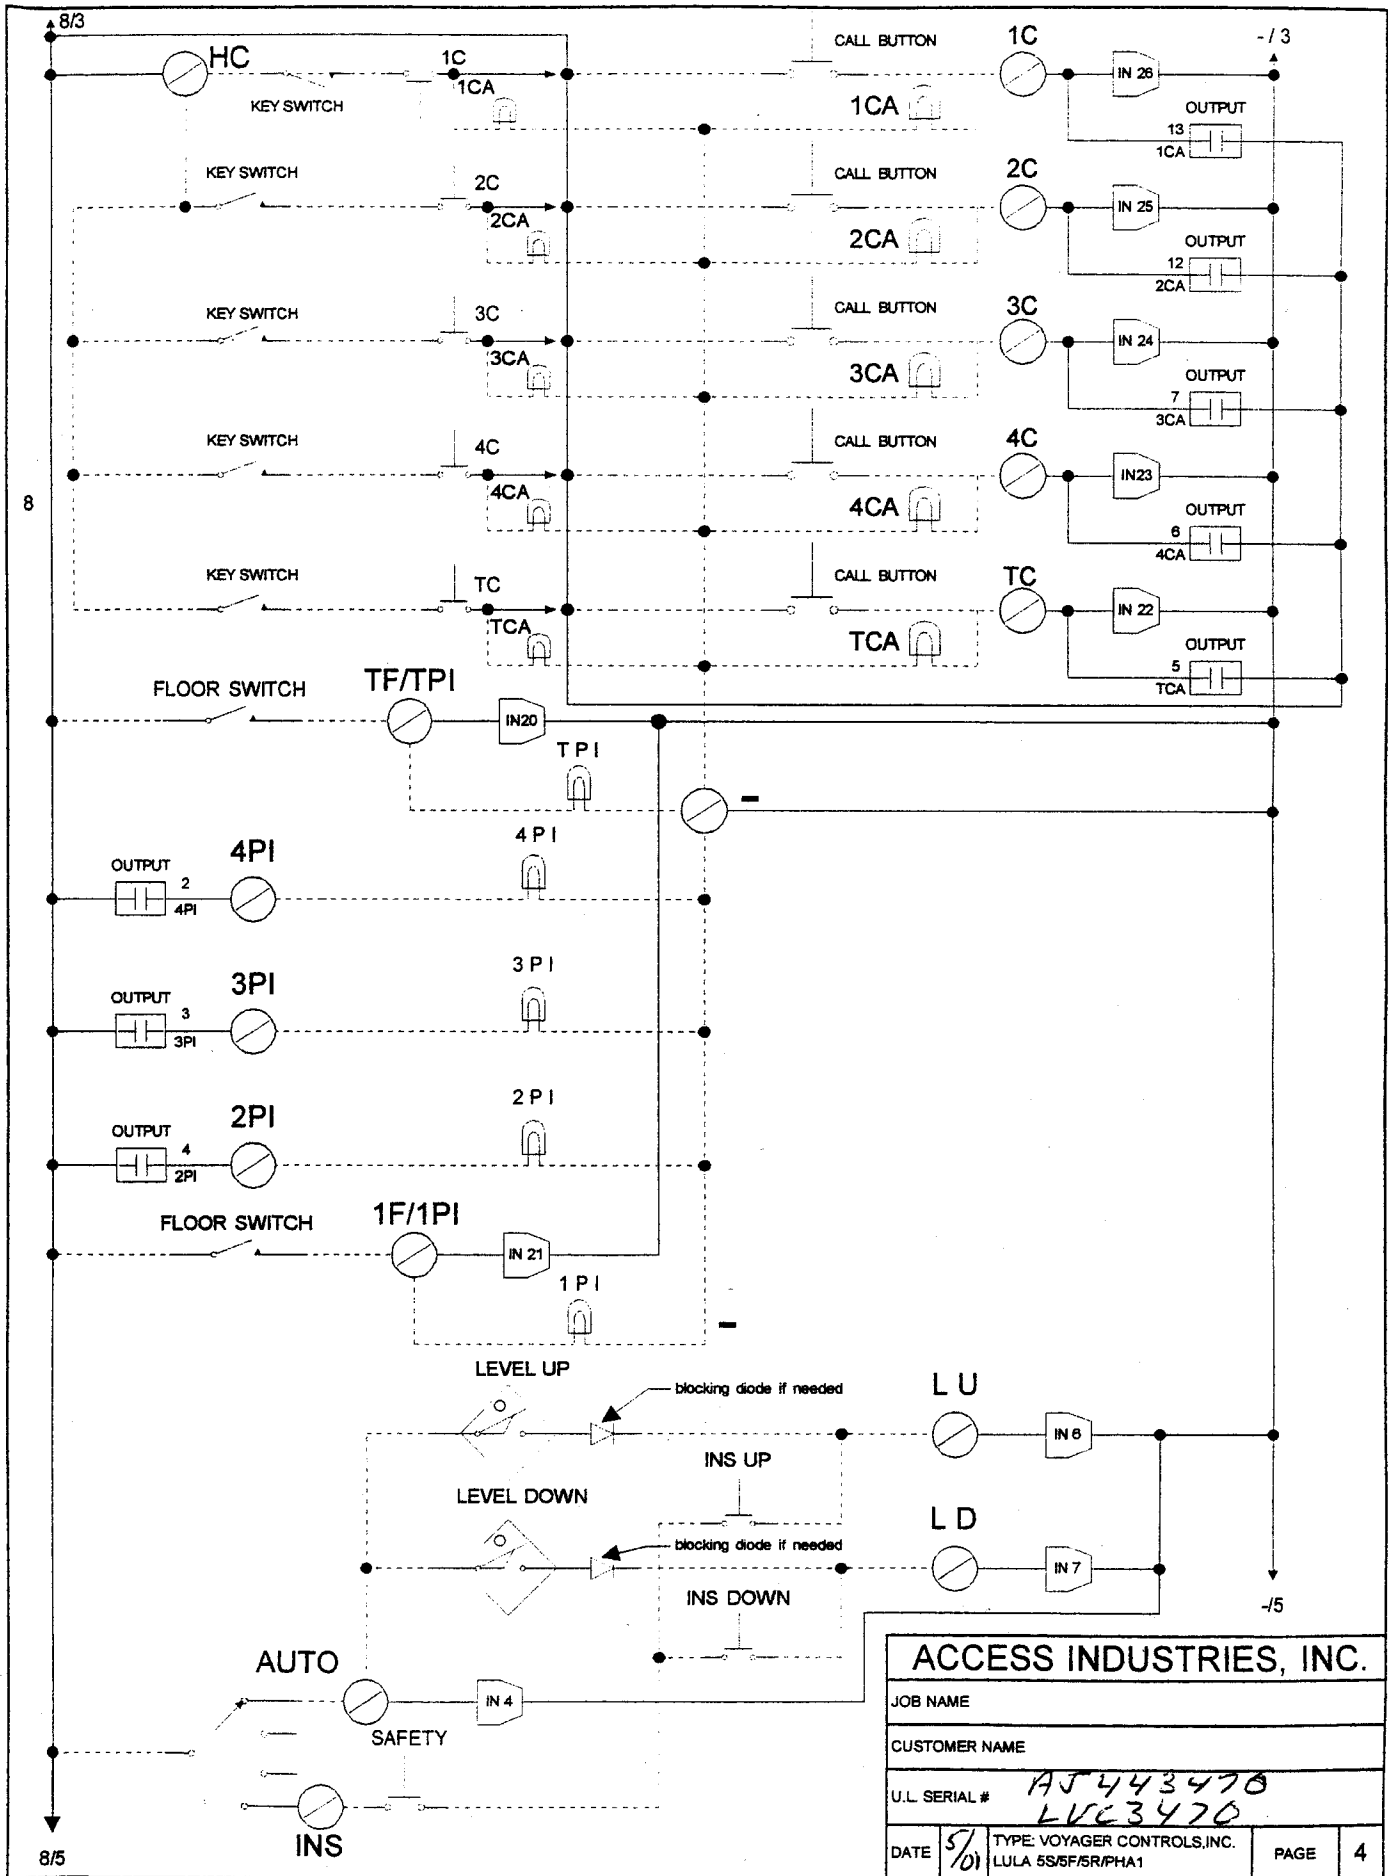 8/3
HC
1C
1CA
CALL BUTTON
1C
- / 3
KEY SWITCH
1CA
IN 26
OUTPUT
13
1CA
KEY SWITCH
2C
2CA
CALL BUTTON
2CA
2C
IN 25
OUTPUT
12
2CA
KEY SWITCH
3C
3CA
CALL BUTTON
3CA
3C
IN 24
OUTPUT
7
3CA
8
KEY SWITCH
4C
4CA
CALL BUTTON
4CA
4C
IN23
OUTPUT
6
4CA
KEY SWITCH
TC
TCA
CALL BUTTON
TCA
TC
IN 22
OUTPUT
5
TCA
FLOOR SWITCH
TF/TPI
IN20
T P I
-
OUTPUT
2
4PI
4PI
4 P I
OUTPUT
3
3PI
3PI
3 P I
OUTPUT
4
2PI
2PI
2 P I
FLOOR SWITCH
1F/1PI
IN 21
1 P I
-
LEVEL UP
blocking diode if needed
L U
IN 6
INS UP
LEVEL DOWN
blocking diode if needed
L D
IN 7
INS DOWN
-/5
AUTO
IN 4
SAFETY
INS
8/5
ACCESS INDUSTRIES, INC.
JOB NAME
CUSTOMER NAME
U.L. SERIAL # AJ443470
LVC3470
DATE 5/01 TYPE: VOYAGER CONTROLS,INC.
LULA 5S/5F/5R/PHA1
PAGE 4